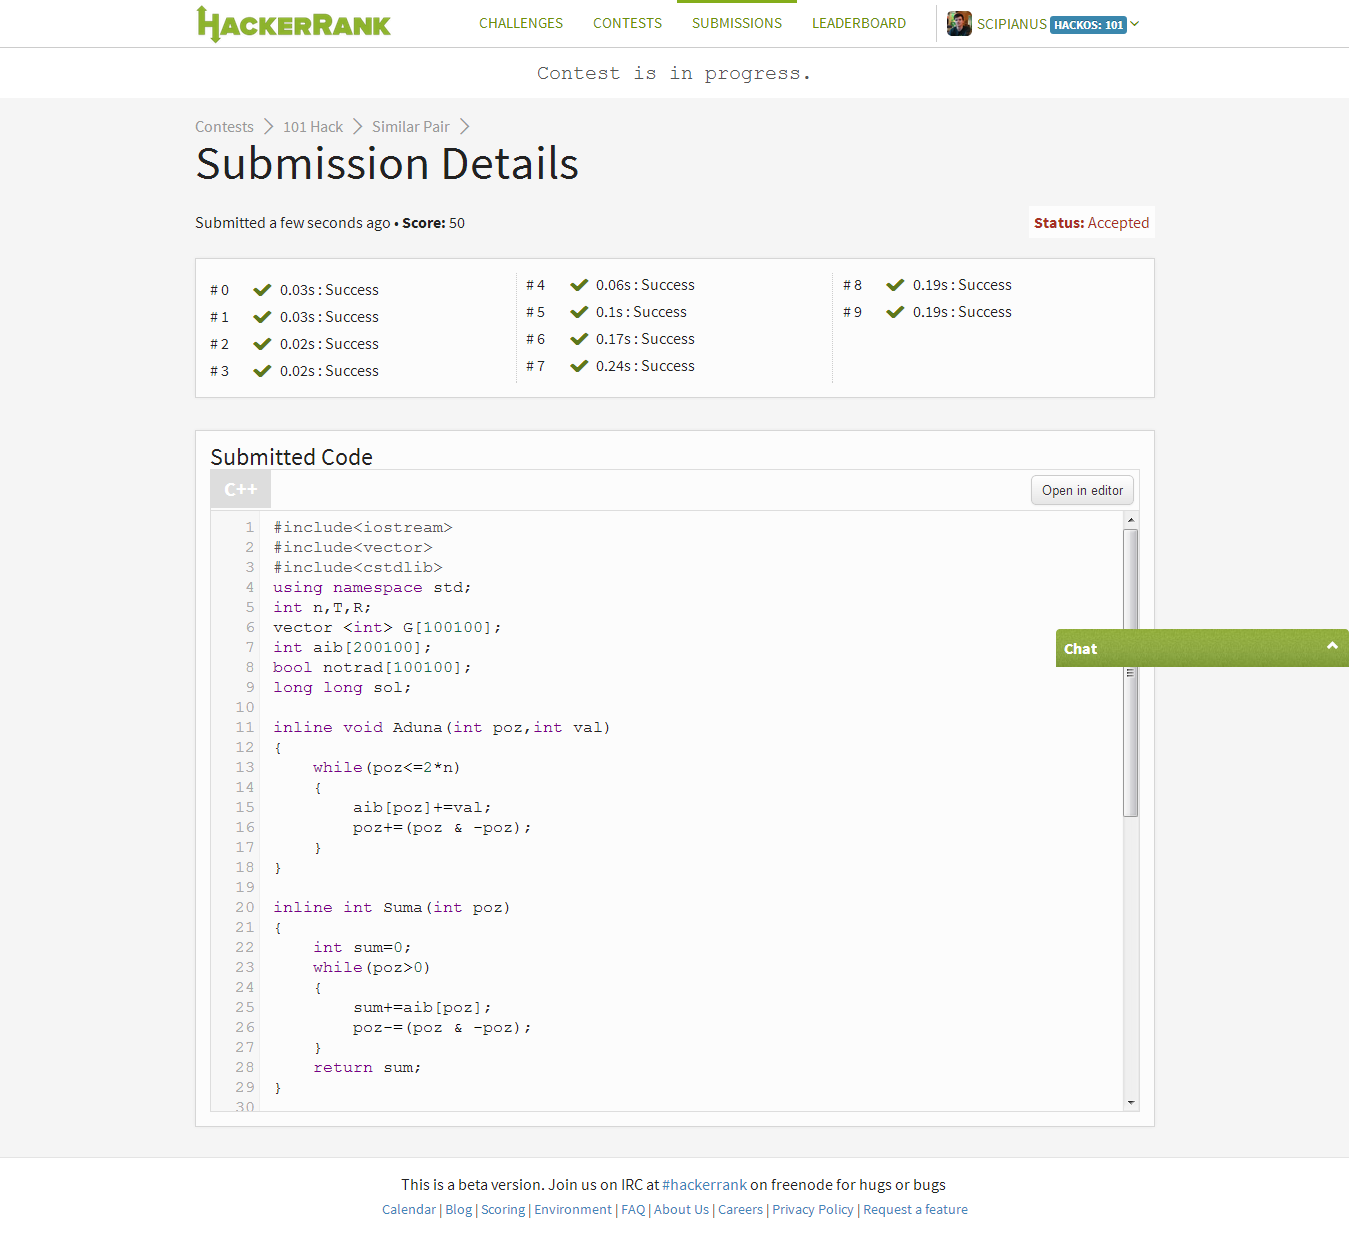 HACKERRANK
CHALLENGES CONTESTS SUBMISSIONS LEADERBOARD SCIPIANUS HACKOS: 101
Contest is in progress.
Contests 101 Hack Similar Pair
Submission Details
Submitted a few seconds ago • Score: 50
Status: Accepted
# 0 0.03s : Success
# 1 0.03s : Success
# 2 0.02s : Success
# 3 0.02s : Success
# 4 0.06s : Success
# 5 0.1s : Success
# 6 0.17s : Success
# 7 0.24s : Success
# 8 0.19s : Success
# 9 0.19s : Success
Submitted Code
C++
Open in editor
1 #include<iostream>
2 #include<vector>
3 #include<cstdlib>
4 using namespace std;
5 int n,T,R;
6 vector <int> G[100100];
7 int aib[200100];
8 bool notrad[100100];
9 long long sol;
10
11 inline void Aduna(int poz,int val)
12 {
13 while(poz<=2*n)
14 {
15 aib[poz]+=val;
16 poz+=(poz & -poz);
17 }
18 }
19
20 inline int Suma(int poz)
21 {
22 int sum=0;
23 while(poz>0)
24 {
25 sum+=aib[poz];
26 poz-=(poz & -poz);
27 }
28 return sum;
29 }
30
Chat
This is a beta version. Join us on IRC at #hackerrank on freenode for hugs or bugs
Calendar | Blog | Scoring | Environment | FAQ | About Us | Careers | Privacy Policy | Request a feature